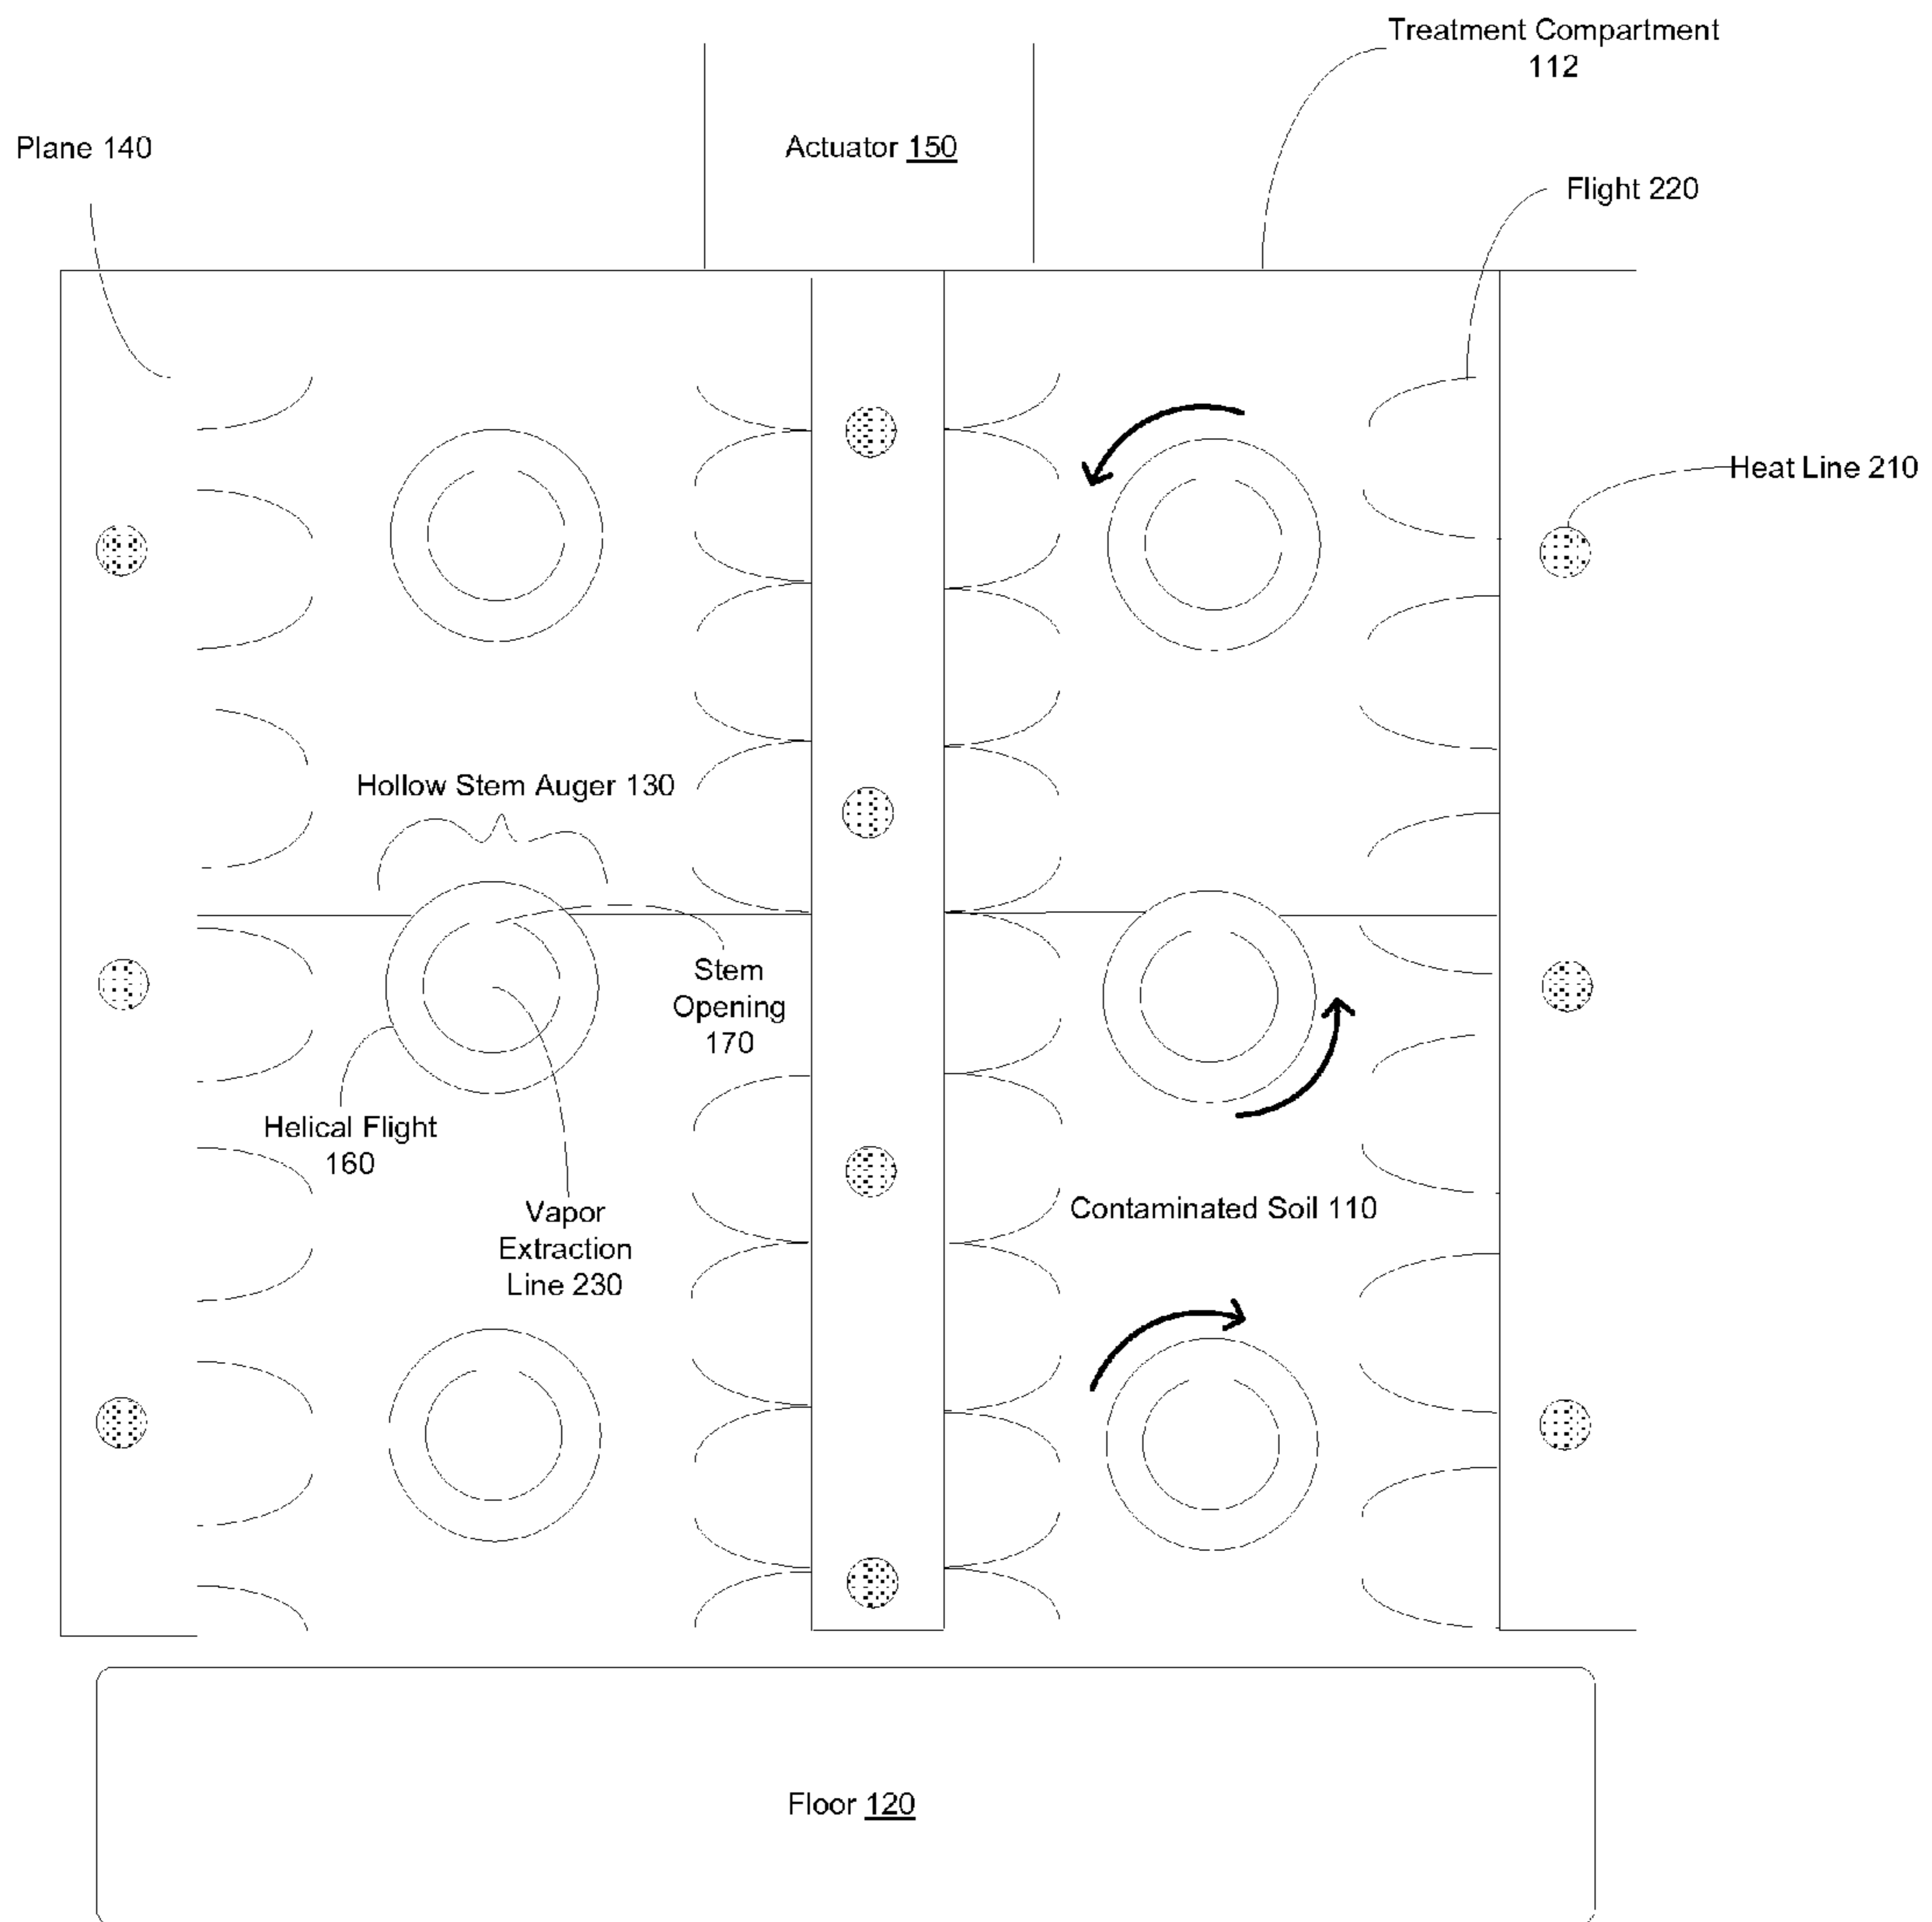 Treatment Compartment
112
Plane 140
Actuator 150
Flight 220
Heat Line 210
Hollow Stem Auger 130
Stem
Opening
170
Helical Flight
160
Vapor
Extraction
Line 230
Contaminated Soil 110
Floor 120